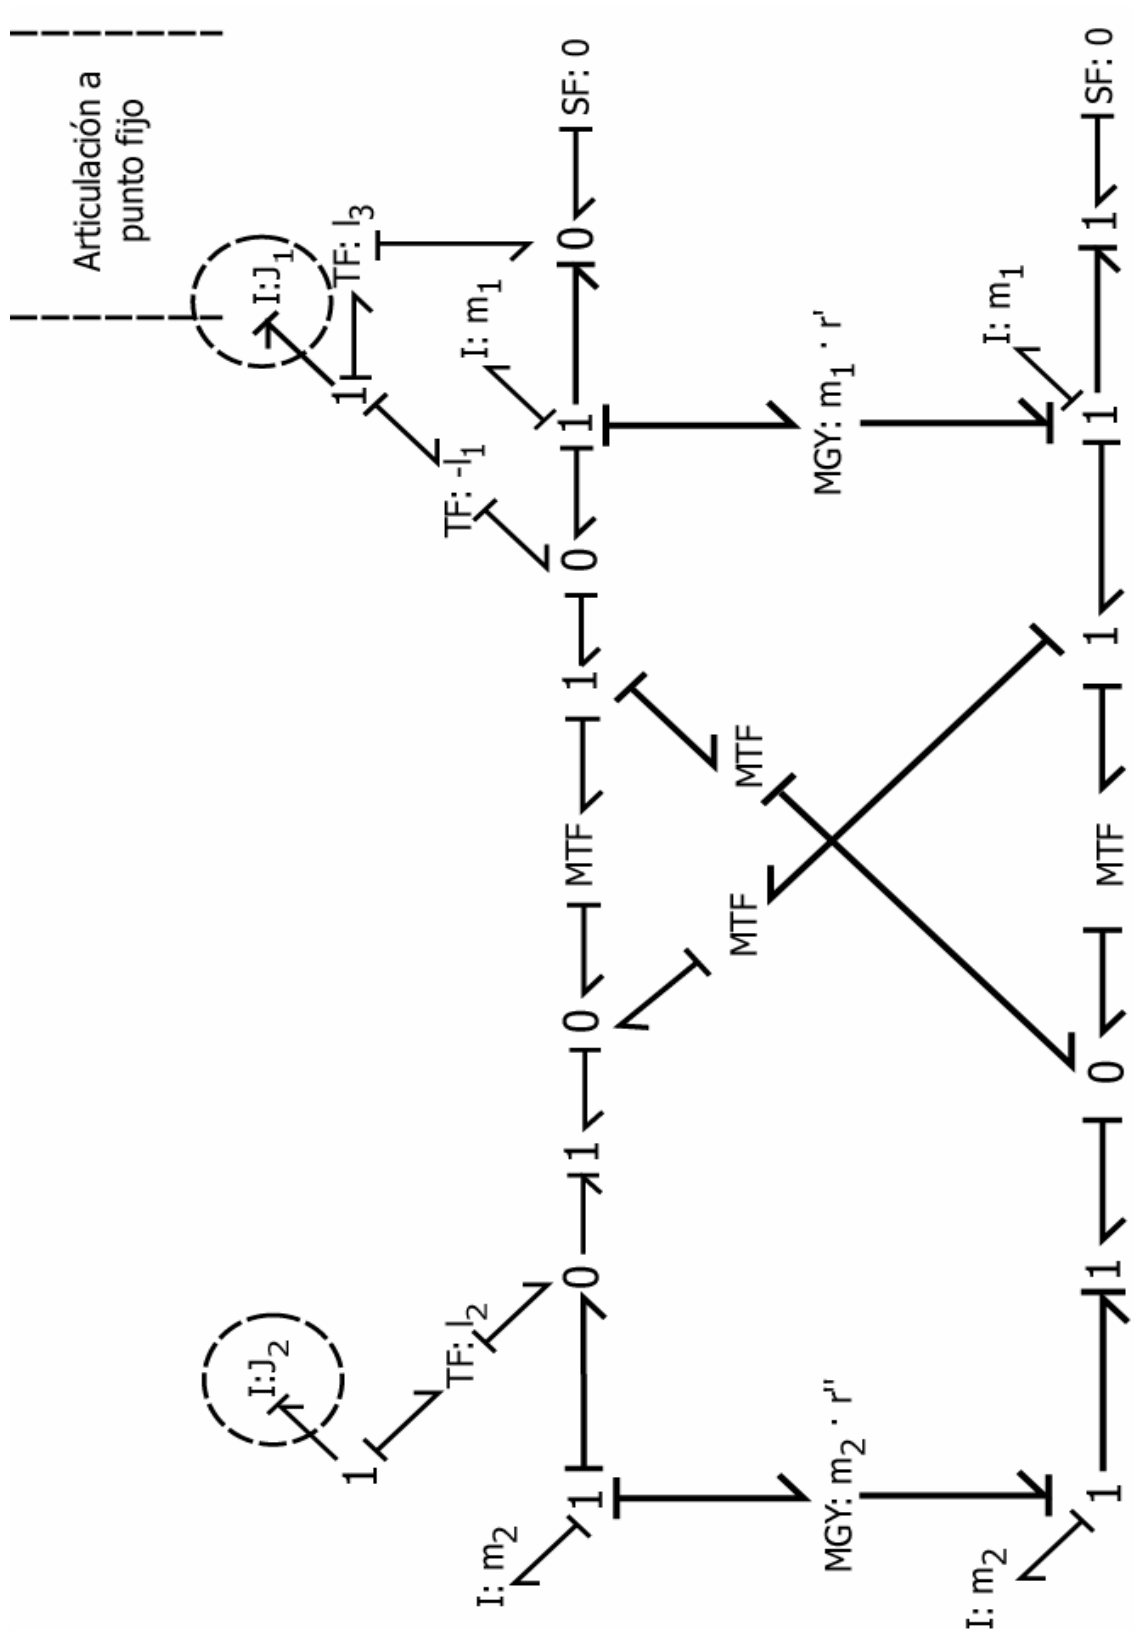 Articulación a
punto fijo
I:J₂
I:J₁
1
1
TF: l₃
TF: l₂
TF: -l₁
I: m₂
I: m₁
1 0 1 0 MTF 1 0 1 0 SF: 0
MTF
MTF
MGY: m₂ · r"
MGY: m₁ · r'
I: m₂
I: m₁
1 1 0 MTF 1 1 1 SF: 0